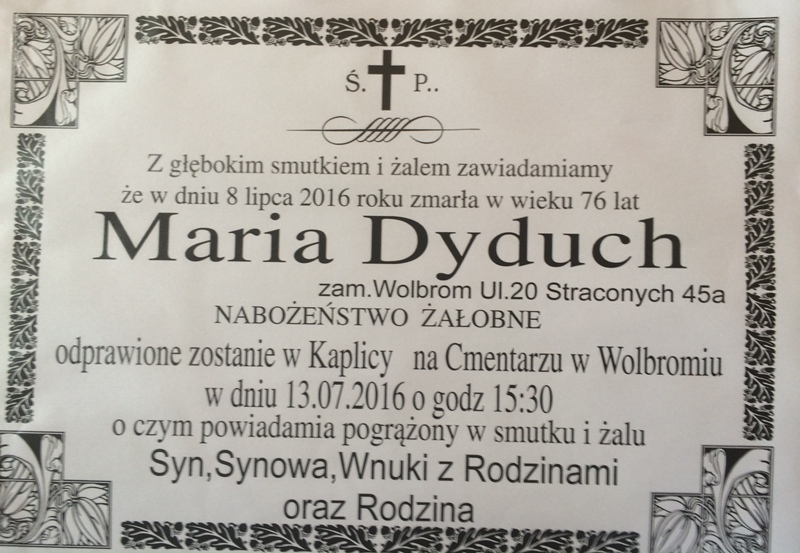 Ś. P..
Z głębokim smutkiem i żalem zawiadamiamy
że w dniu 8 lipca 2016 roku zmarła w wieku 76 lat
Maria Dyduch
zam.Wolbrom Ul.20 Straconych 45a
NABOŻEŃSTWO ŻAŁOBNE
odprawione zostanie w Kaplicy na Cmentarzu w Wolbromiu
w dniu 13.07.2016 o godz 15:30
o czym powiadamia pogrążony w smutku i żalu
Syn,Synowa,Wnuki z Rodzinami
oraz Rodzina